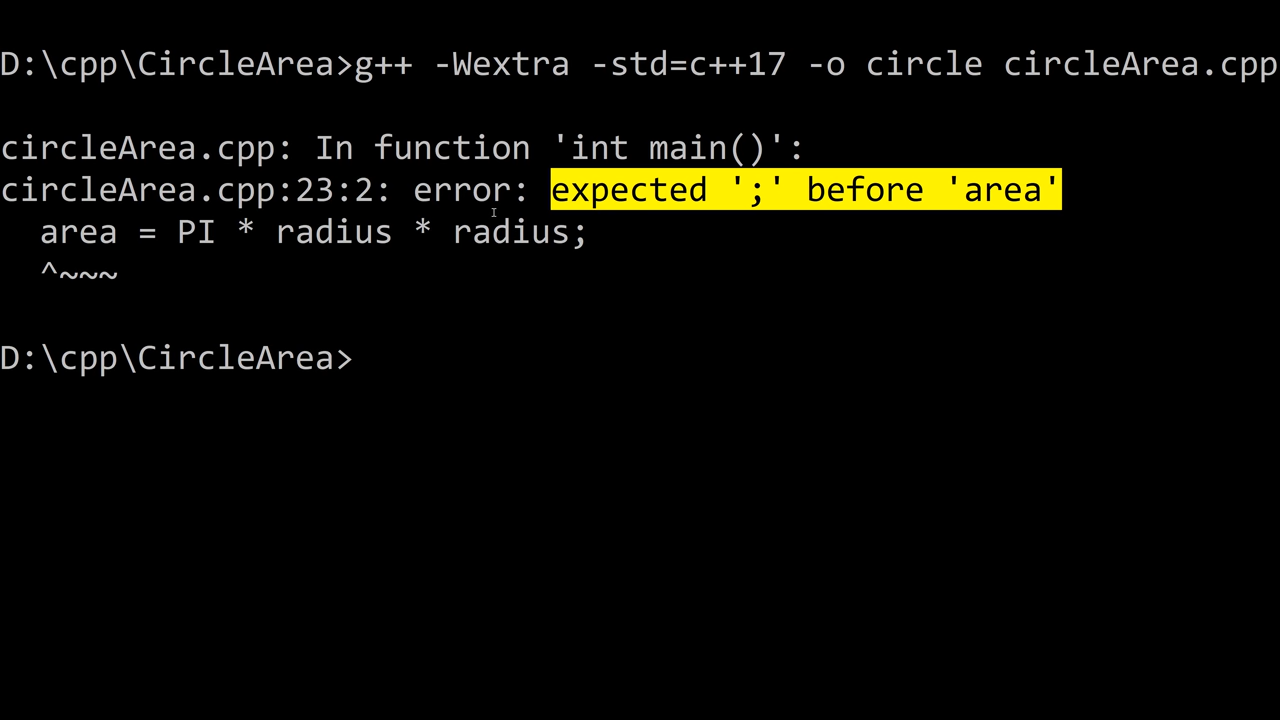 D:\cpp\CircleArea>g++ -Wextra -std=c++17 -o circle circleArea.cpp
circleArea.cpp: In function 'int main()':
circleArea.cpp:23:2: error: expected ';' before 'area'
area = PI * radius * radius;
^~~~
D:\cpp\CircleArea>